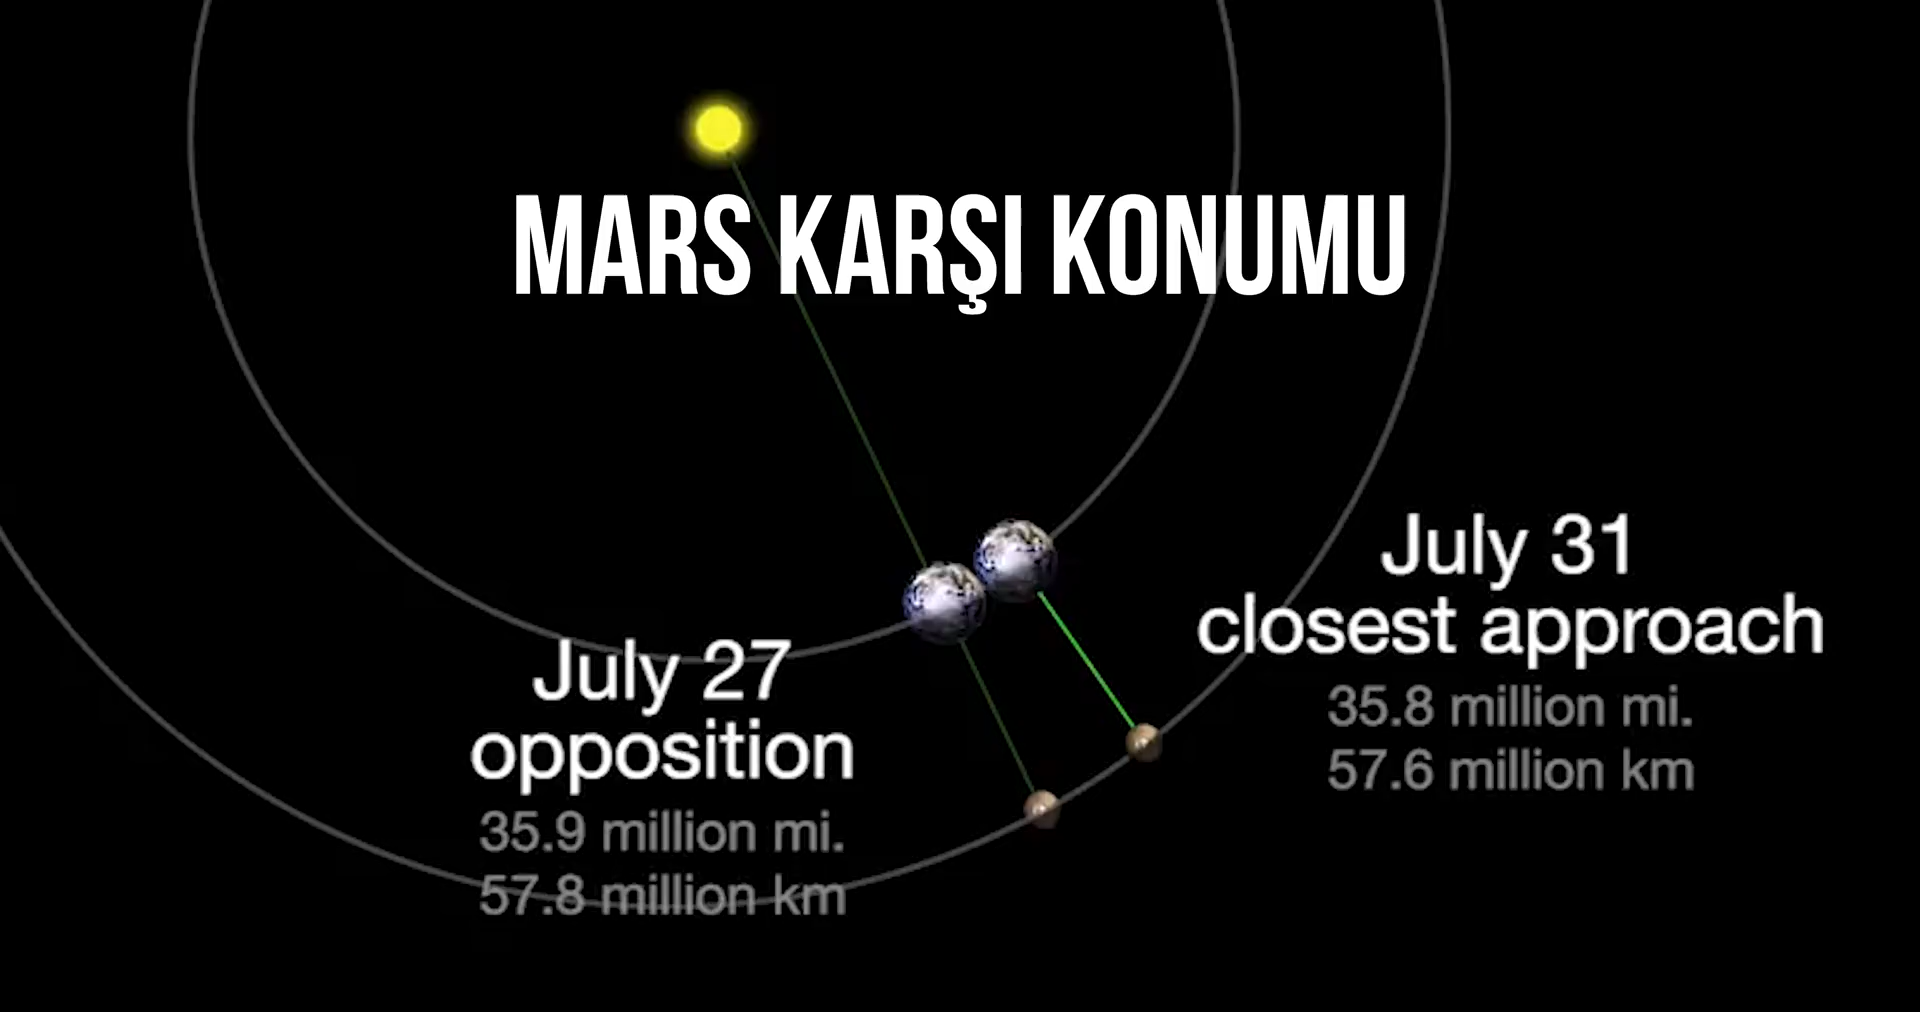 MARS KARŞI KONUMU
July 31
closest approach
35.8 million mi.
57.6 million km
July 27
opposition
35.9 million mi.
57.8 million km